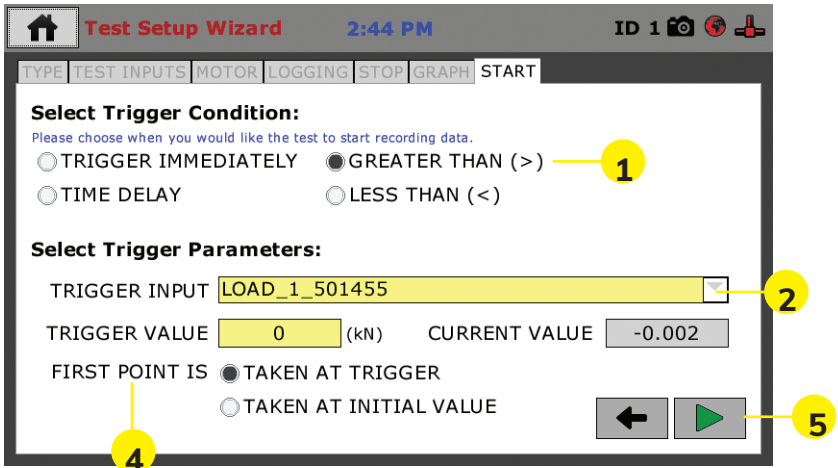 Test Setup Wizard 2:44 PM ID 1
TYPE TEST INPUTS MOTOR LOGGING STOP GRAPH START
Select Trigger Condition:
Please choose when you would like the test to start recording data.
TRIGGER IMMEDIATELY GREATER THAN (>) 1
TIME DELAY LESS THAN (<)
Select Trigger Parameters:
TRIGGER INPUT LOAD_1_501455 2
TRIGGER VALUE 0 (kN) CURRENT VALUE -0.002
FIRST POINT IS TAKEN AT TRIGGER
TAKEN AT INITIAL VALUE
5
4